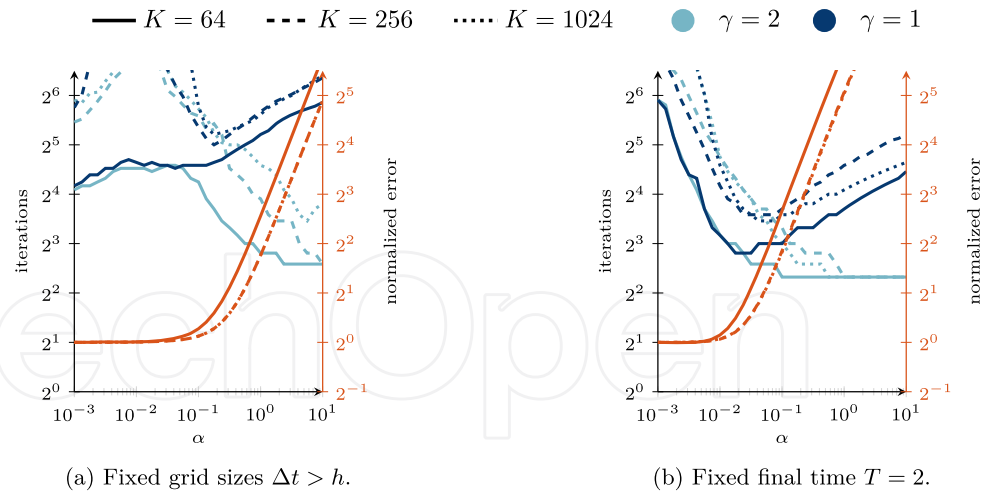 K = 64 K = 256 K = 1024 γ = 2 γ = 1
2^6 2^5 2^4 2^3 2^2 2^1 2^0
iterations
2^5 2^4 2^3 2^2 2^1 2^0 2^−1
normalized error
10^−3 10^−2 10^−1 10^0 10^1
α
(a) Fixed grid sizes Δt > h.
2^6 2^5 2^4 2^3 2^2 2^1 2^0
iterations
2^5 2^4 2^3 2^2 2^1 2^0 2^−1
normalized error
10^−3 10^−2 10^−1 10^0 10^1
α
(b) Fixed final time T = 2.
echOpen